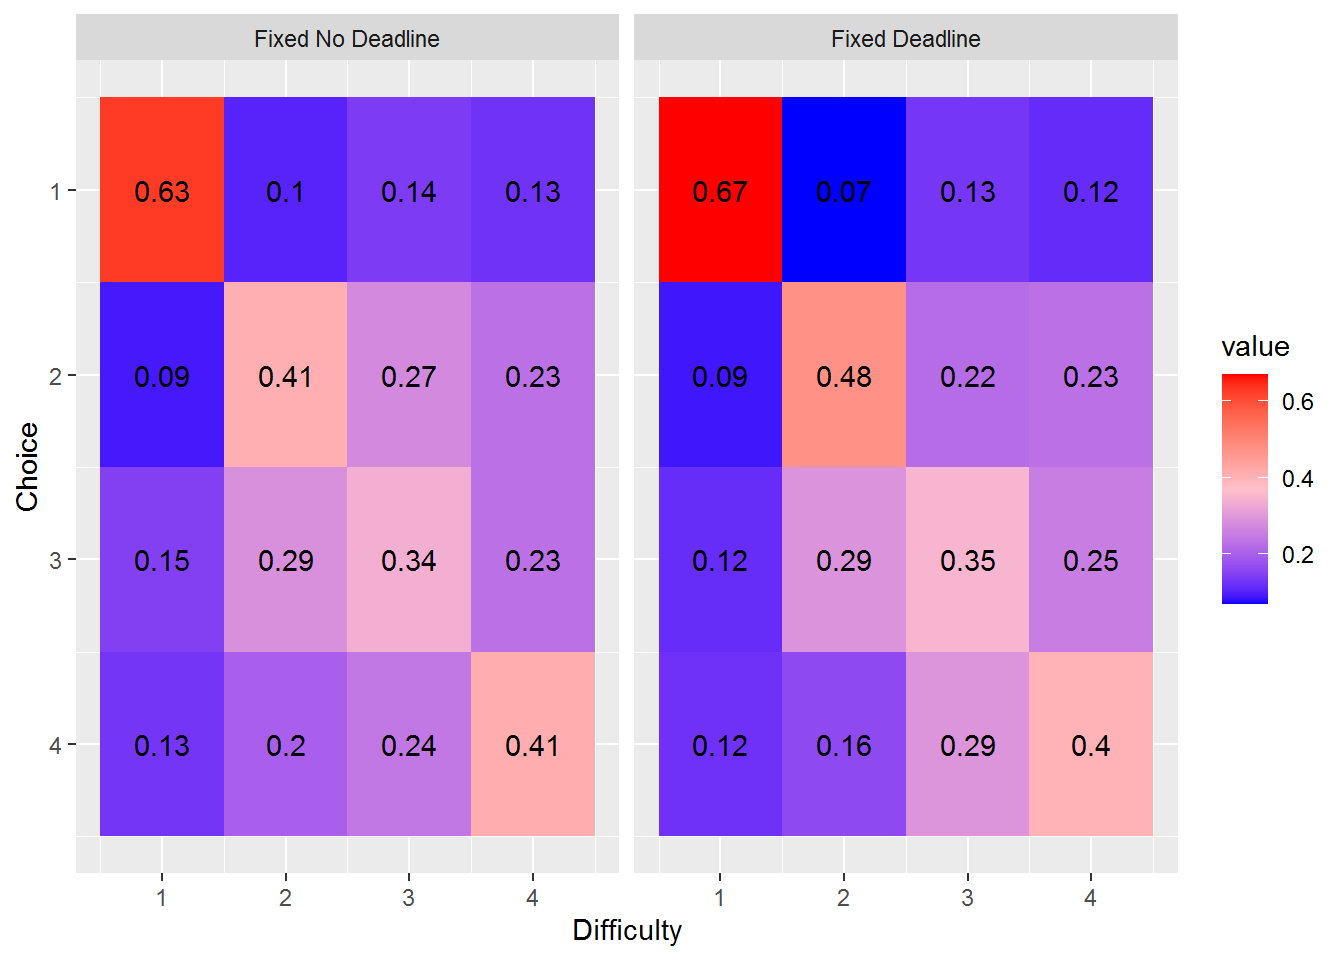 Fixed No Deadline Fixed Deadline
1 0.63 0.1 0.14 0.13 0.67 0.07 0.13 0.12
value
2 0.09 0.41 0.27 0.23 0.09 0.48 0.22 0.23
0.6
0.4
0.2
Choice
3 0.15 0.29 0.34 0.23 0.12 0.29 0.35 0.25
4 0.13 0.2 0.24 0.41 0.12 0.16 0.29 0.4
1 2 3 4 1 2 3 4
Difficulty